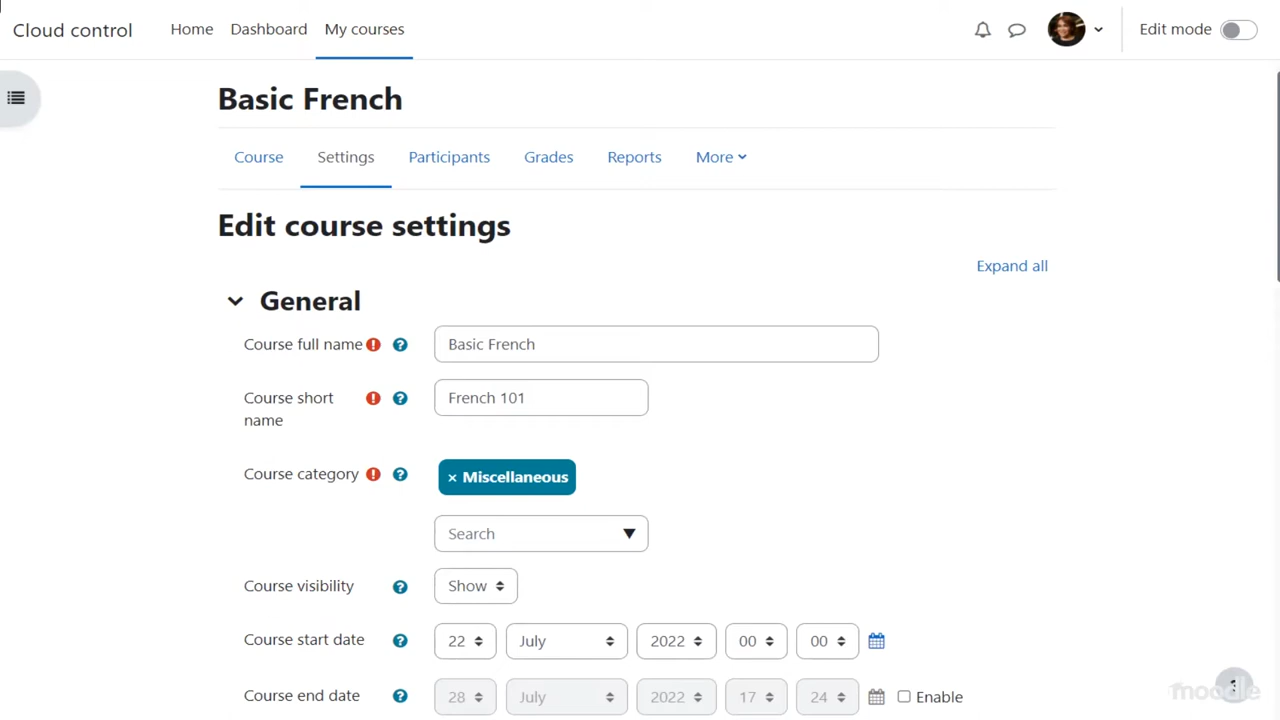 Cloud control Home Dashboard My courses Edit mode
Basic French
Course Settings Participants Grades Reports More
Edit course settings
Expand all
General
Course full name Basic French
Course short name French 101
Course category × Miscellaneous
Search
Course visibility Show
Course start date 22 July 2022 00 00
Course end date 28 July 2022 17 24 Enable
moodle